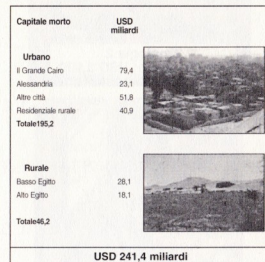 Capitale morto USD
miliardi
Urbano
Il Grande Cairo 79,4
Alessandria 23,1
Altre città 51,8
Residenziale rurale 40,9
Totale195,2
Rurale
Basso Egitto 28,1
Alto Egitto 18,1
Totale46,2
USD 241,4 miliardi